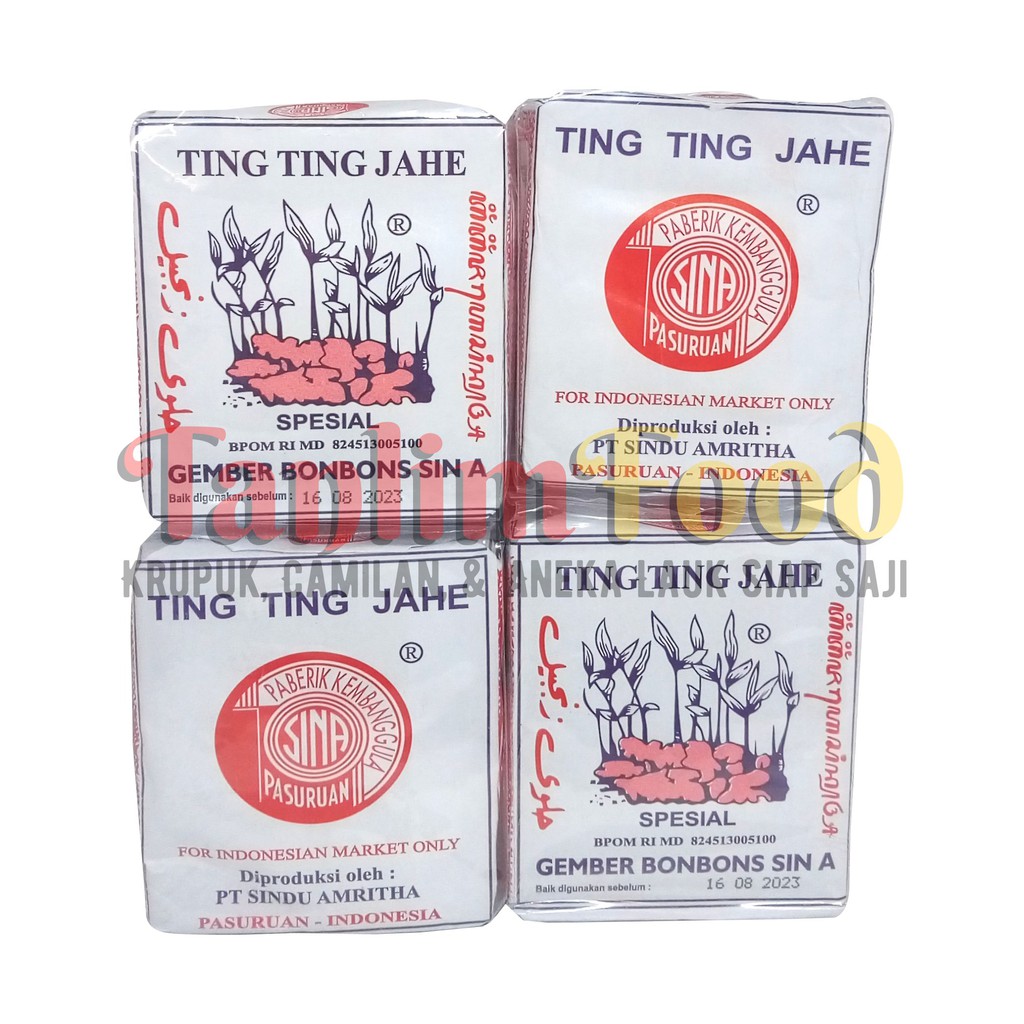 TING TING JAHE
®
SPESIAL
BPOM RI MD 824513005100
GEMBER BONBONS SIN A
Baik digunakan sebelum : 16 08 2023
TING TING JAHE
®
PABERIK KEMBANGGULA
SINA
PASURUAN
FOR INDONESIAN MARKET ONLY
Diproduksi oleh :
PT SINDU AMRITHA
PASURUAN - INDONESIA
Taqlim Food
KRUPUK, CAMILAN, & ANEKA LAUK SIAP SAJI
TING TING JAHE
®
PABERIK KEMBANGGULA
SINA
PASURUAN
FOR INDONESIAN MARKET ONLY
Diproduksi oleh :
PT SINDU AMRITHA
PASURUAN - INDONESIA
TING TING JAHE
®
SPESIAL
BPOM RI MD 824513005100
GEMBER BONBONS SIN A
Baik digunakan sebelum : 16 08 2023